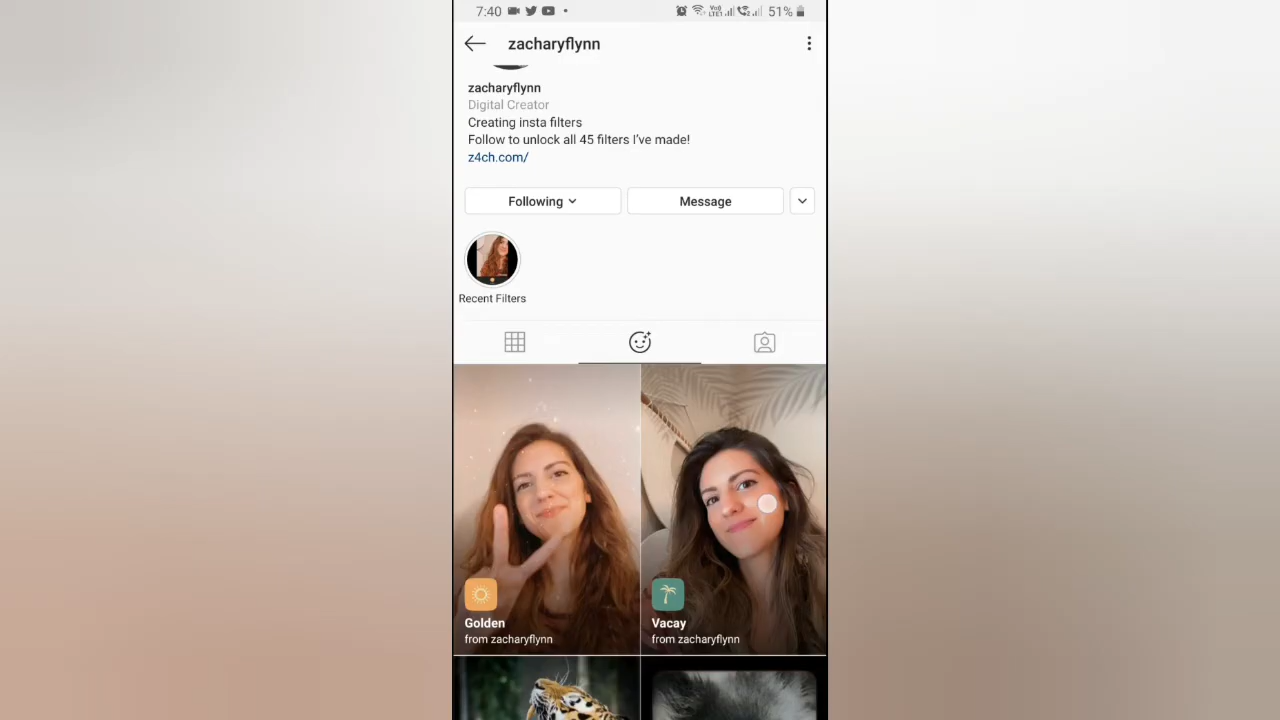 7:40
51%
zacharyflynn
zacharyflynn
Digital Creator
Creating insta filters
Follow to unlock all 45 filters I've made!
z4ch.com/
Following
Message
Recent Filters
Golden
from zacharyflynn
Vacay
from zacharyflynn